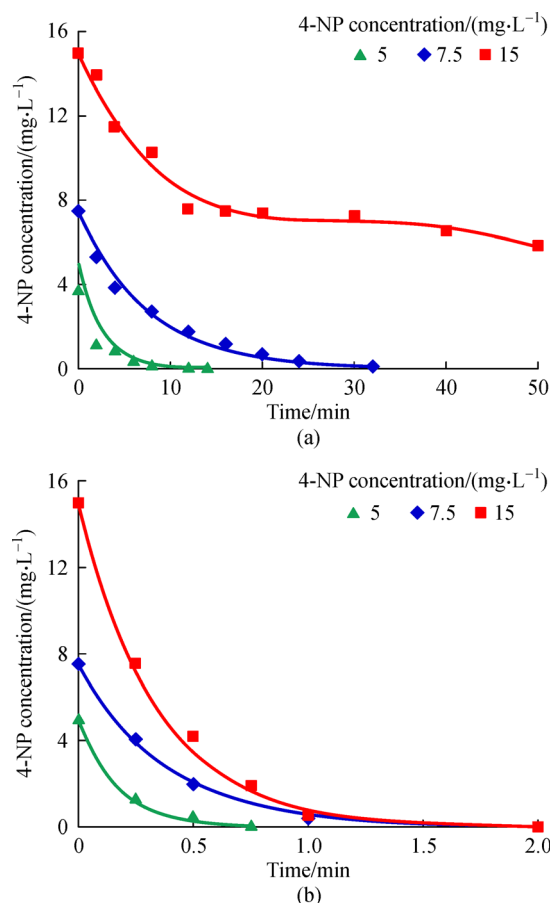 4-NP concentration/(mg·L⁻¹)
5 7.5 15
16
12
8
4
0
4-NP concentration/(mg·L⁻¹)
0 10 20 30 40 50
Time/min
(a)
4-NP concentration/(mg·L⁻¹)
5 7.5 15
16
12
8
4
0
4-NP concentration/(mg·L⁻¹)
0 0.5 1.0 1.5 2.0
Time/min
(b)